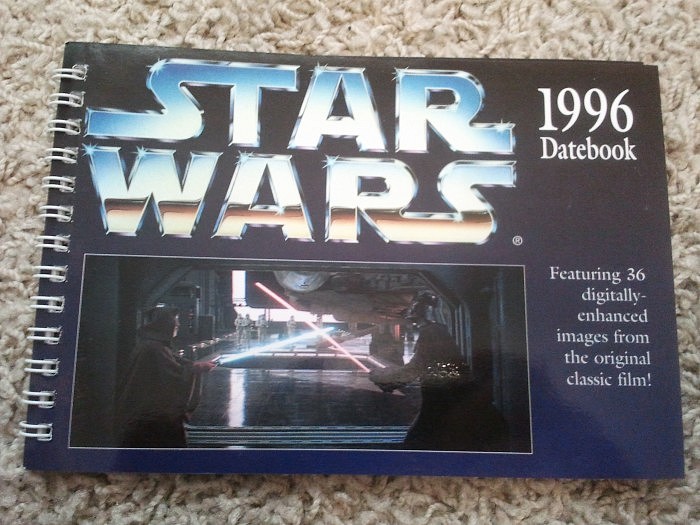 STAR
WARS®
1996
Datebook
Featuring 36
digitally-
enhanced
images from
the original
classic film!